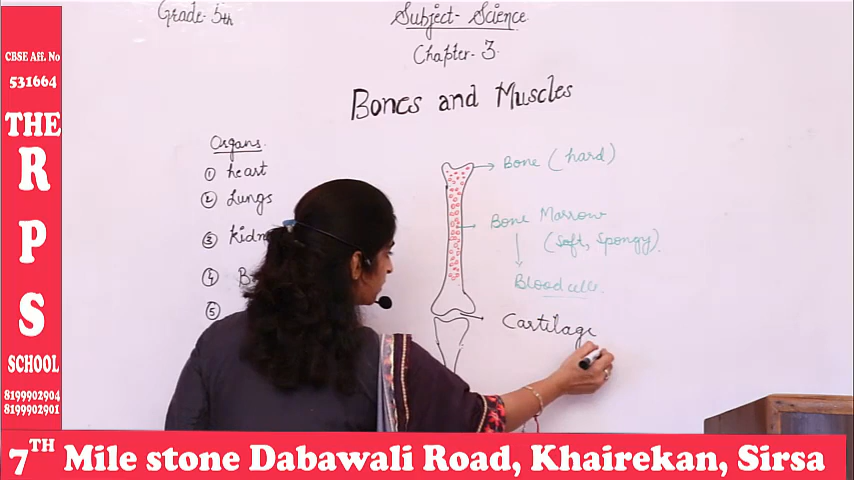 Grade- 5th
Subject- Science
Chapter- 3
Bones and Muscles
Organs.
① heart
② Lungs
③
④
⑤
Bone (hard)
Bone Marrow
(Soft, Spongy).
Blood cells.
Cartilage
CBSE Aff. No
531664
THE
R
P
S
SCHOOL
8199902904
8199902901
7TH Mile stone Dabawali Road, Khairekan, Sirsa